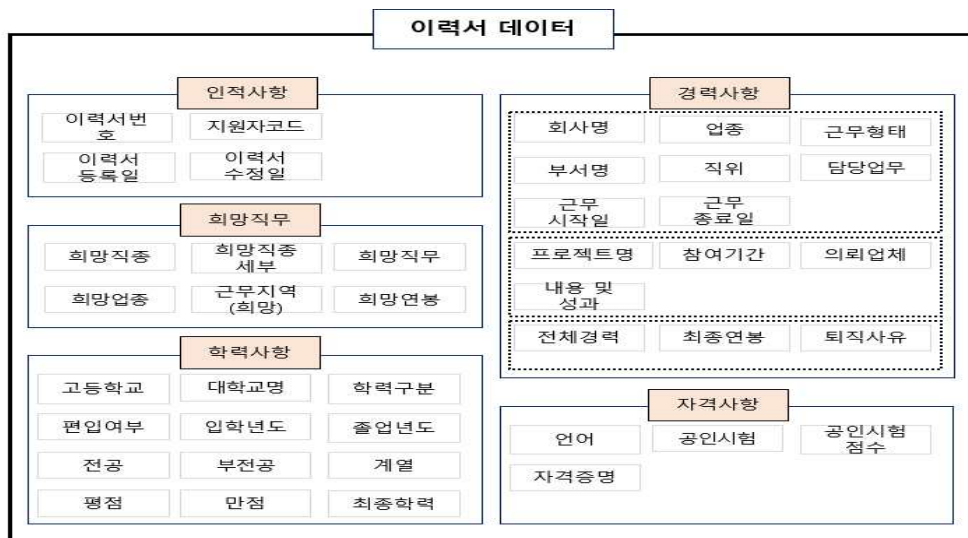 이력서 데이터
인적사항
이력서번
호
지원자코드
이력서
등록일
이력서
수정일
희망직무
희망직종
희망직종
세부
희망직무
희망업종
근무지역
(희망)
희망연봉
학력사항
고등학교
대학교명
학력구분
편입여부
입학년도
졸업년도
전공
부전공
계열
평점
만점
최종학력
경력사항
회사명
업종
근무형태
부서명
직위
담당업무
근무
시작일
근무
종료일
프로젝트명
참여기간
의뢰업체
내용 및
성과
전체경력
최종연봉
퇴직사유
자격사항
언어
공인시험
공인시험
점수
자격증명